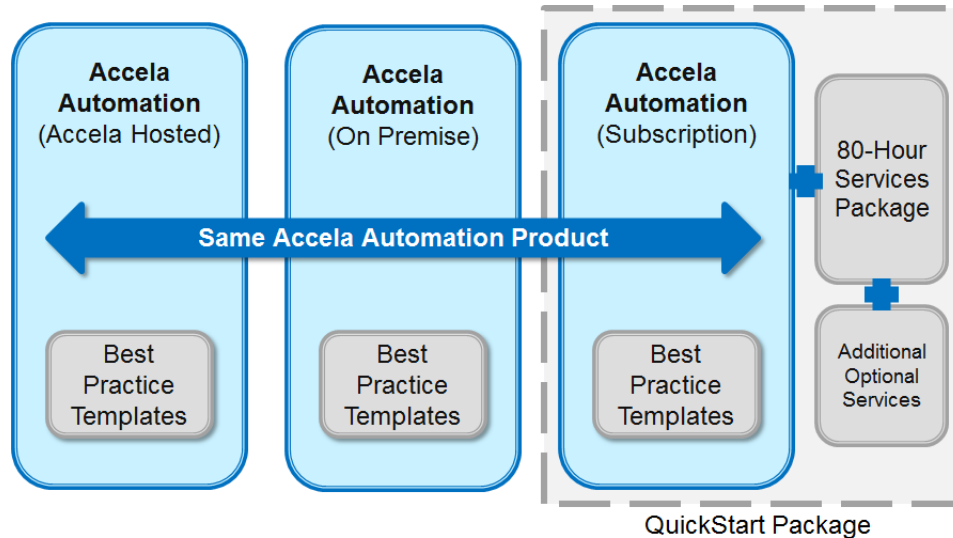 Accela
Automation
(Accela Hosted)
Accela
Automation
(On Premise)
Accela
Automation
(Subscription)
80-Hour
Services
Package
Same Accela Automation Product
Best
Practice
Templates
Best
Practice
Templates
Best
Practice
Templates
Additional
Optional
Services
QuickStart Package